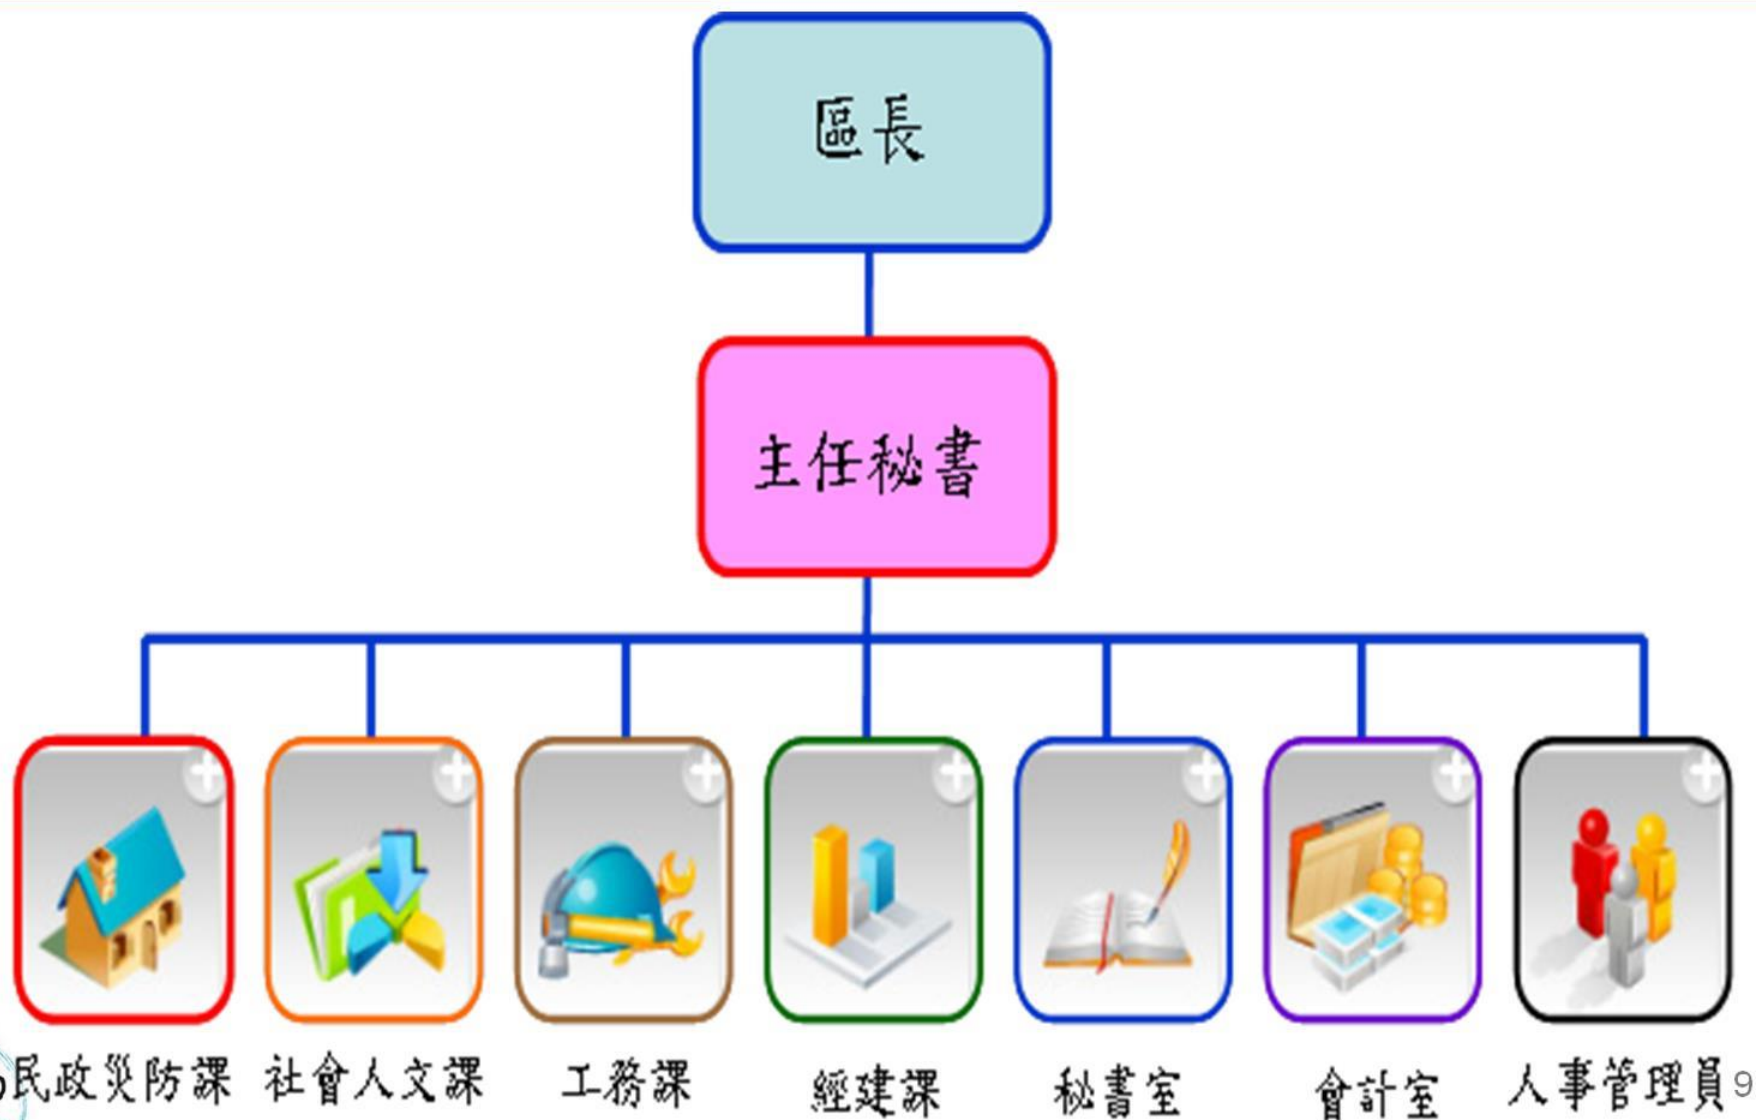 區長
主任秘書
民政災防課
社會人文課
工務課
經建課
秘書室
會計室
人事管理員
9